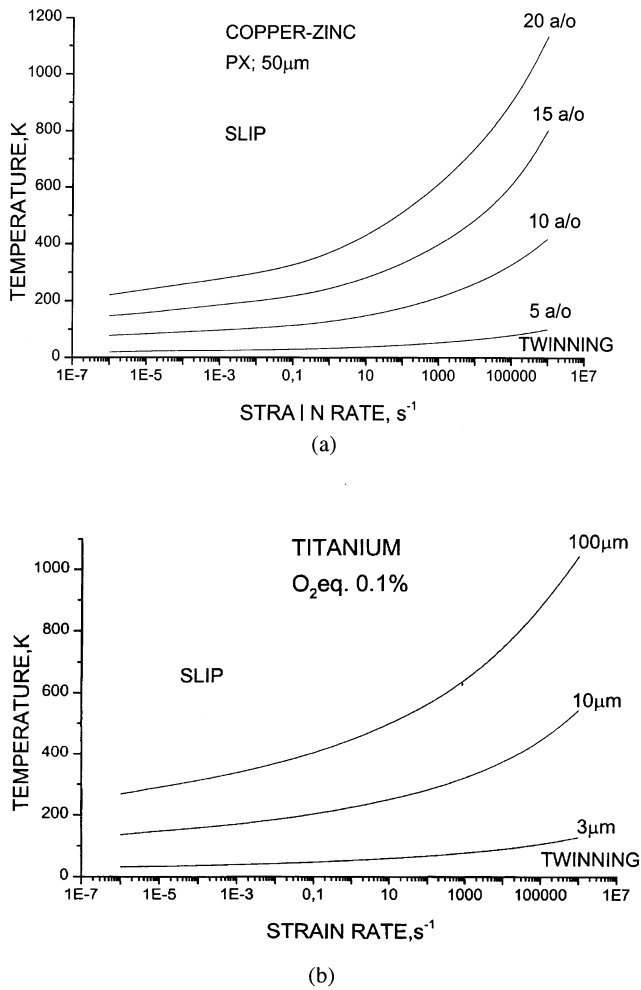 1200
1000
800
600
400
200
0
TEMPERATURE,K
COPPER-ZINC
PX; 50μm
SLIP
20 a/o
15 a/o
10 a/o
5 a/o
TWINNING
1E-7 1E-5 1E-3 0,1 10 1000 100000 1E7
STRA I N RATE, s⁻¹
(a)
1000
800
600
400
200
0
TEMPERATURE,K
TITANIUM
O₂eq. 0.1%
SLIP
100μm
10μm
3μm
TWINNING
1E-7 1E-5 1E-3 0,1 10 1000 100000 1E7
STRAIN RATE,s⁻¹
(b)